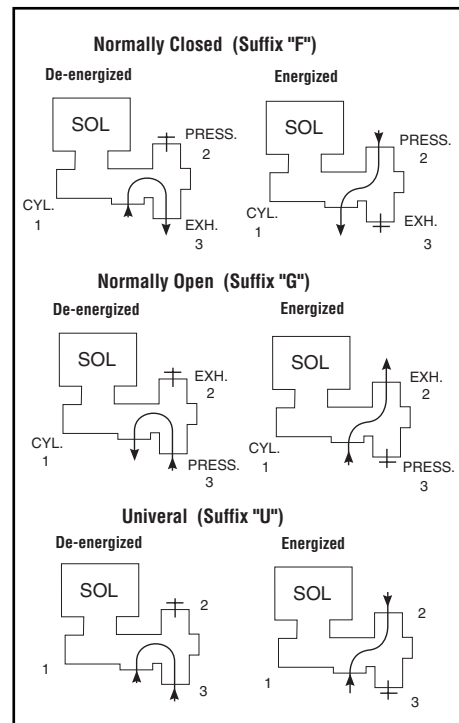 Normally Closed (Suffix "F")
De-energized
Energized
SOL
PRESS.
2
CYL.
1
EXH.
3
SOL
PRESS.
2
CYL.
1
EXH.
3
Normally Open (Suffix "G")
De-energized
Energized
SOL
EXH.
2
CYL.
1
PRESS.
3
SOL
EXH.
2
CYL.
1
PRESS.
3
Univeral (Suffix "U")
De-energized
Energized
SOL
2
1
3
SOL
2
1
3